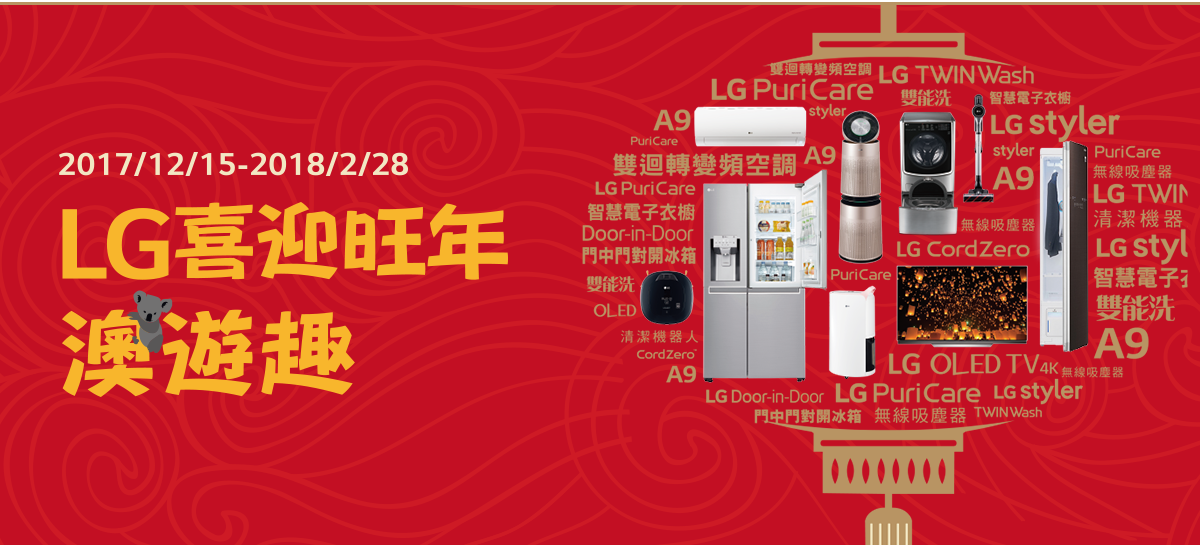 2017/12/15-2018/2/28
LG喜迎旺年
澳遊趣
雙迴轉變頻空調
LG TWINWash
LG PuriCare
雙能洗
智慧電子衣櫥
styler
A9
LG styler
PuriCare
雙迴轉變頻空調
A9
styler
PuriCare
A9
無線吸塵器
LG PuriCare
LG TWIN
智慧電子衣櫥
清潔機器
無線吸塵器
Door-in-Door
LG CordZero
LG styl
門中門對開冰箱
PuriCare
智慧電子衣
雙能洗
雙能洗
OLED
清潔機器人
A9
CordZero™
LG OLED TV4K
無線吸塵器
A9
LG Door-in-Door
LG PuriCare
LG styler
門中門對開冰箱
無線吸塵器
TWINWash